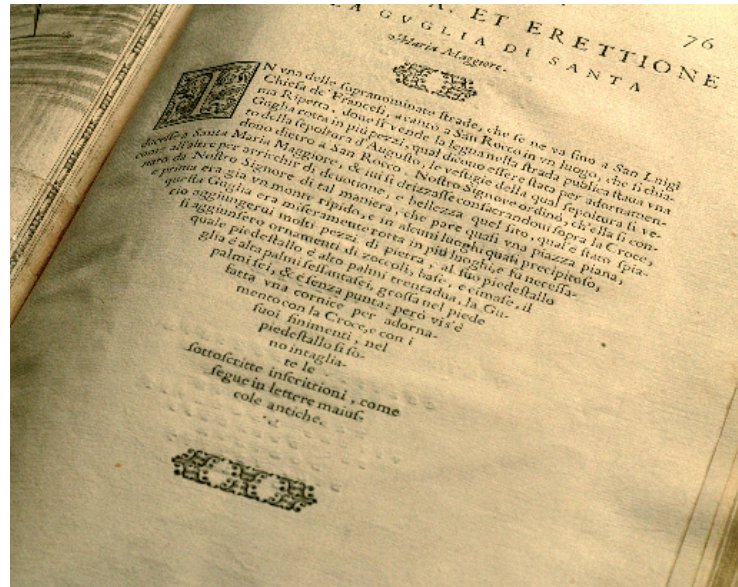 76
A. ET ERETTIONE
LA GVGLIA DI SANTA
Maria Maggiore.
IN vna delle sopranominate strade, che se ne va fino a San Luigi
Chiesa de' Francesi, auanti a San Rocco in vn luogo, che si chia-
ma Ripetta, doue si vende la legna nella strada publica staua vna
Guglia rotta in più pezzi, qual dicono essere stata per adornamen-
to della sepoltura d'Augusto, le vestigie della qual sepoltura si ve-
dono dietro a San Rocco. Nostro Signore ordinò, ch'ella si con-
ducesse a Santa Maria Maggiore, & iui si drizzasse consacrandoui sopra la Croce,
come all'altre per arricchir di deuotione, e bellezza quel sito, qual è stato spia-
nato da Nostro Signore di tal maniera, che pare quasi vna piazza piana,
e prima era già vn monte ripido, e in alcuni luoghi quasi precipitoso,
questa Guglia era miseramente rotta in più luoghi, e fù necessa-
rio aggiungerui molti pezzi di pietra, al suo piedestallo
si aggiunsero ornamenti di zoccoli, base, e cimase, il
quale piedestallo è alto palmi trentadua, la Gu-
glia è alta palmi sessantasei, grossa nel piede
palmi sei, & è senza punta: però vis'è
fatta vna cornice per adorna-
mento con la Croce, e con i
suoi finimenti, nel
piedestallo si so-
no intaglia-
te le
sottoscritte inscrittioni, come
segue in lettere maius-
cole antiche.